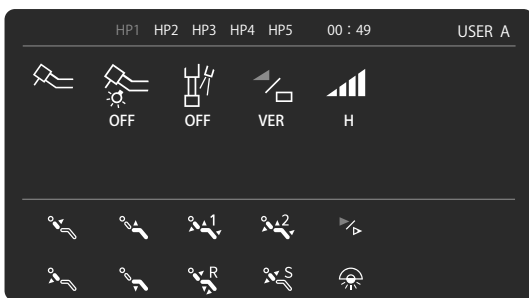 HP1 HP2 HP3 HP4 HP5 00:49 USER A
OFF OFF VER H
1 2
R S